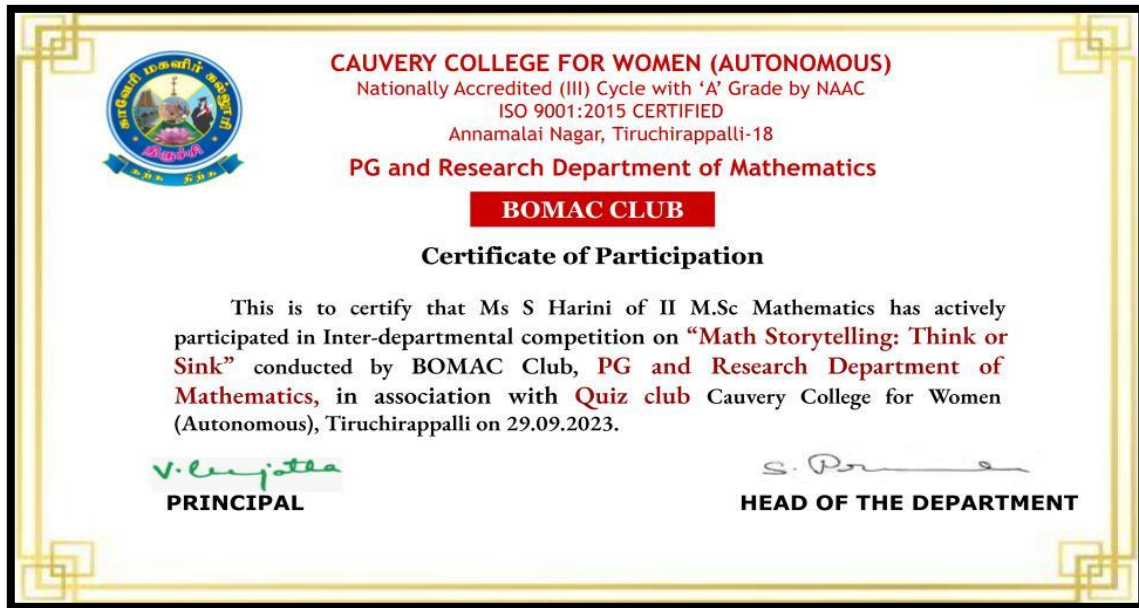 காவேரி மகளிர் கல்லூரி
திருச்சி
கற்க நிற்க
CAUVERY COLLEGE FOR WOMEN (AUTONOMOUS)
Nationally Accredited (III) Cycle with ‘A’ Grade by NAAC
ISO 9001:2015 CERTIFIED
Annamalai Nagar, Tiruchirappalli-18
PG and Research Department of Mathematics
BOMAC CLUB
Certificate of Participation
This is to certify that Ms S Harini of II M.Sc Mathematics has actively
participated in Inter-departmental competition on “Math Storytelling: Think or
Sink” conducted by BOMAC Club, PG and Research Department of
Mathematics, in association with Quiz club Cauvery College for Women
(Autonomous), Tiruchirappalli on 29.09.2023.
PRINCIPAL
HEAD OF THE DEPARTMENT